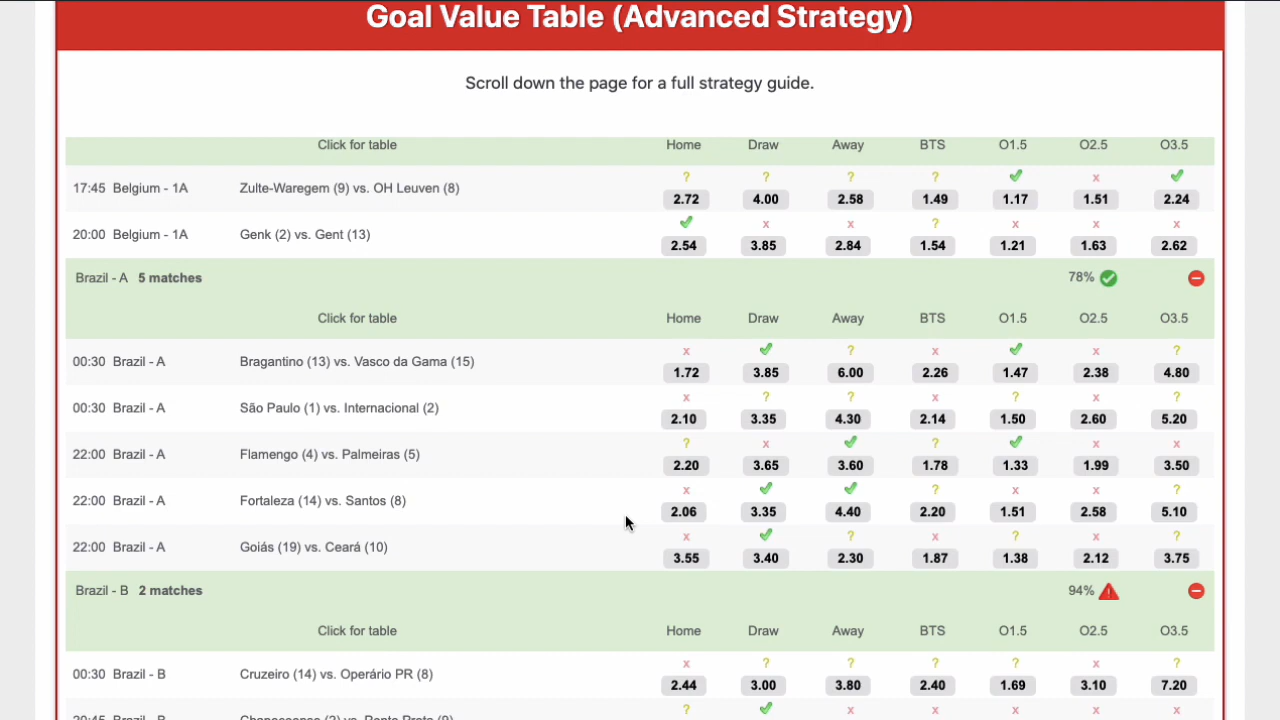 Goal Value Table (Advanced Strategy)
Scroll down the page for a full strategy guide.
Click for table Home Draw Away BTS O1.5 O2.5 O3.5
? ? ? ? x
17:45 Belgium - 1A Zulte-Waregem (9) vs. OH Leuven (8) 2.72 4.00 2.58 1.49 1.17 1.51 2.24
x x ? x x x
20:00 Belgium - 1A Genk (2) vs. Gent (13) 2.54 3.85 2.84 1.54 1.21 1.63 2.62
Brazil - A 5 matches 78%
Click for table Home Draw Away BTS O1.5 O2.5 O3.5
x ? x x ?
00:30 Brazil - A Bragantino (13) vs. Vasco da Gama (15) 1.72 3.85 6.00 2.26 1.47 2.38 4.80
x ? ? x ? x ?
00:30 Brazil - A São Paulo (1) vs. Internacional (2) 2.10 3.35 4.30 2.14 1.50 2.60 5.20
? x ? x x
22:00 Brazil - A Flamengo (4) vs. Palmeiras (5) 2.20 3.65 3.60 1.78 1.33 1.99 3.50
x ? x x ?
22:00 Brazil - A Fortaleza (14) vs. Santos (8) 2.06 3.35 4.40 2.20 1.51 2.58 5.10
x ? x ? x ?
22:00 Brazil - A Goiás (19) vs. Ceará (10) 3.55 3.40 2.30 1.87 1.38 2.12 3.75
Brazil - B 2 matches 94%
Click for table Home Draw Away BTS O1.5 O2.5 O3.5
x ? ? ? ? x ?
00:30 Brazil - B Cruzeiro (14) vs. Operário PR (8) 2.44 3.00 3.80 2.40 1.69 3.10 7.20
? x x x x x